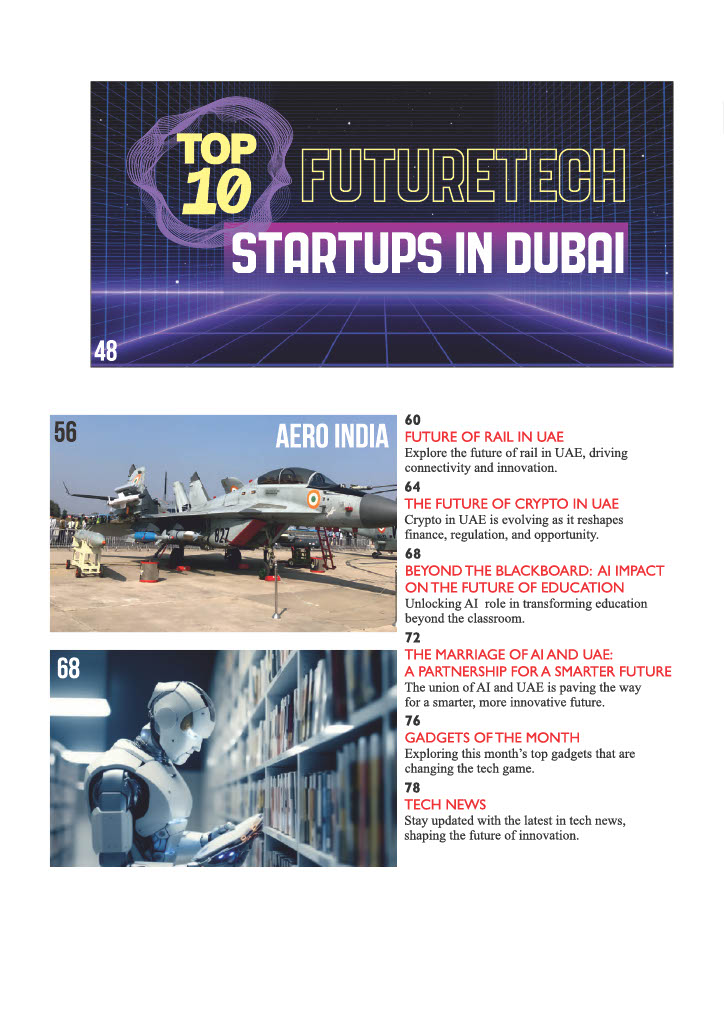 TOP
10
FUTURETECH
STARTUPS IN DUBAI
48
56
AERO INDIA
827
68
60
FUTURE OF RAIL IN UAE
Explore the future of rail in UAE, driving
connectivity and innovation.
64
THE FUTURE OF CRYPTO IN UAE
Crypto in UAE is evolving as it reshapes
finance, regulation, and opportunity.
68
BEYOND THE BLACKBOARD: AI IMPACT
ON THE FUTURE OF EDUCATION
Unlocking AI role in transforming education
beyond the classroom.
72
THE MARRIAGE OF AI AND UAE:
A PARTNERSHIP FOR A SMARTER FUTURE
The union of AI and UAE is paving the way
for a smarter, more innovative future.
76
GADGETS OF THE MONTH
Exploring this month’s top gadgets that are
changing the tech game.
78
TECH NEWS
Stay updated with the latest in tech news,
shaping the future of innovation.